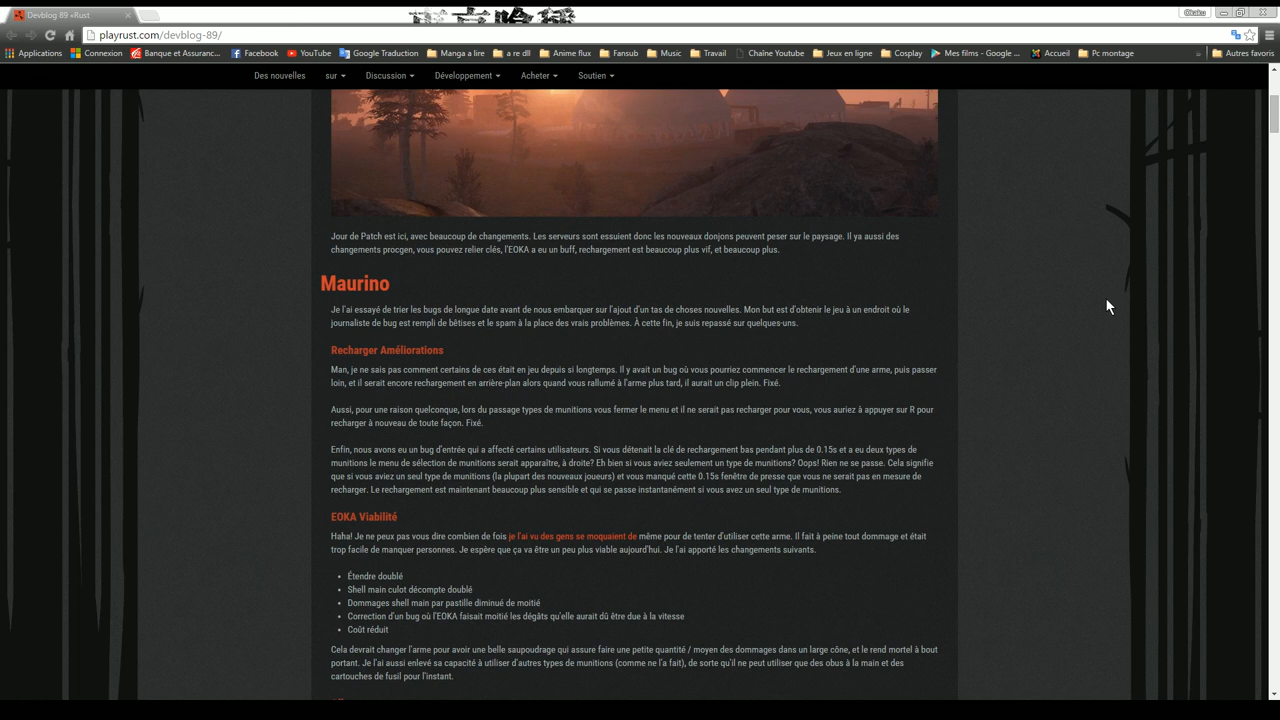 Devblog 89 «Rust
Okaku
playrust.com/devblog-89/
Applications Connexion Banque et Assuranc... Facebook YouTube Google Traduction Manga a lire a re dll Anime flux Fansub Music Travail Chaîne Youtube Jeux en ligne Cosplay Mes films - Google ... Accueil Pc montage » Autres favoris
Des nouvelles sur Discussion Développement Acheter Soutien
Jour de Patch est ici, avec beaucoup de changements. Les serveurs sont essuient donc les nouveaux donjons peuvent peser sur le paysage. Il ya aussi des
changements procgen, vous pouvez relier clés, l'EOKA a eu un buff, rechargement est beaucoup plus vif, et beaucoup plus.
Maurino
Je l'ai essayé de trier les bugs de longue date avant de nous embarquer sur l'ajout d'un tas de choses nouvelles. Mon but est d'obtenir le jeu à un endroit où le
journaliste de bug est rempli de bêtises et le spam à la place des vrais problèmes. À cette fin, je suis repassé sur quelques-uns.
Recharger Améliorations
Man, je ne sais pas comment certains de ces était en jeu depuis si longtemps. Il y avait un bug où vous pourriez commencer le rechargement d'une arme, puis passer
loin, et il serait encore rechargement en arrière-plan alors quand vous rallumé à l'arme plus tard, il aurait un clip plein. Fixé.
Aussi, pour une raison quelconque, lors du passage types de munitions vous fermer le menu et il ne serait pas recharger pour vous, vous auriez à appuyer sur R pour
recharger à nouveau de toute façon. Fixé.
Enfin, nous avons eu un bug d'entrée qui a affecté certains utilisateurs. Si vous détenait la clé de rechargement bas pendant plus de 0.15s et a eu deux types de
munitions le menu de sélection de munitions serait apparaître, à droite? Eh bien si vous aviez seulement un type de munitions? Oops! Rien ne se passe. Cela signifie
que si vous aviez un seul type de munitions (la plupart des nouveaux joueurs) et vous manqué cette 0.15s fenêtre de presse que vous ne serait pas en mesure de
recharger. Le rechargement est maintenant beaucoup plus sensible et qui se passe instantanément si vous avez un seul type de munitions.
EOKA Viabilité
Haha! Je ne peux pas vous dire combien de fois je l'ai vu des gens se moquaient de même pour de tenter d'utiliser cette arme. Il fait à peine tout dommage et était
trop facile de manquer personnes. Je espère que ça va être un peu plus viable aujourd'hui. Je l'ai apporté les changements suivants.
• Étendre doublé
• Shell main culot décompte doublé
• Dommages shell main par pastille diminué de moitié
• Correction d'un bug où l'EOKA faisait moitié les dégâts qu'elle aurait dû être due à la vitesse
• Coût réduit
Cela devrait changer l'arme pour avoir une belle saupoudrage qui assure faire une petite quantité / moyen des dommages dans un large cône, et le rend mortel à bout
portant. Je l'ai aussi enlevé sa capacité à utiliser d'autres types de munitions (comme ne l'a fait), de sorte qu'il ne peut utiliser que des obus à la main et des
cartouches de fusil pour l'instant.